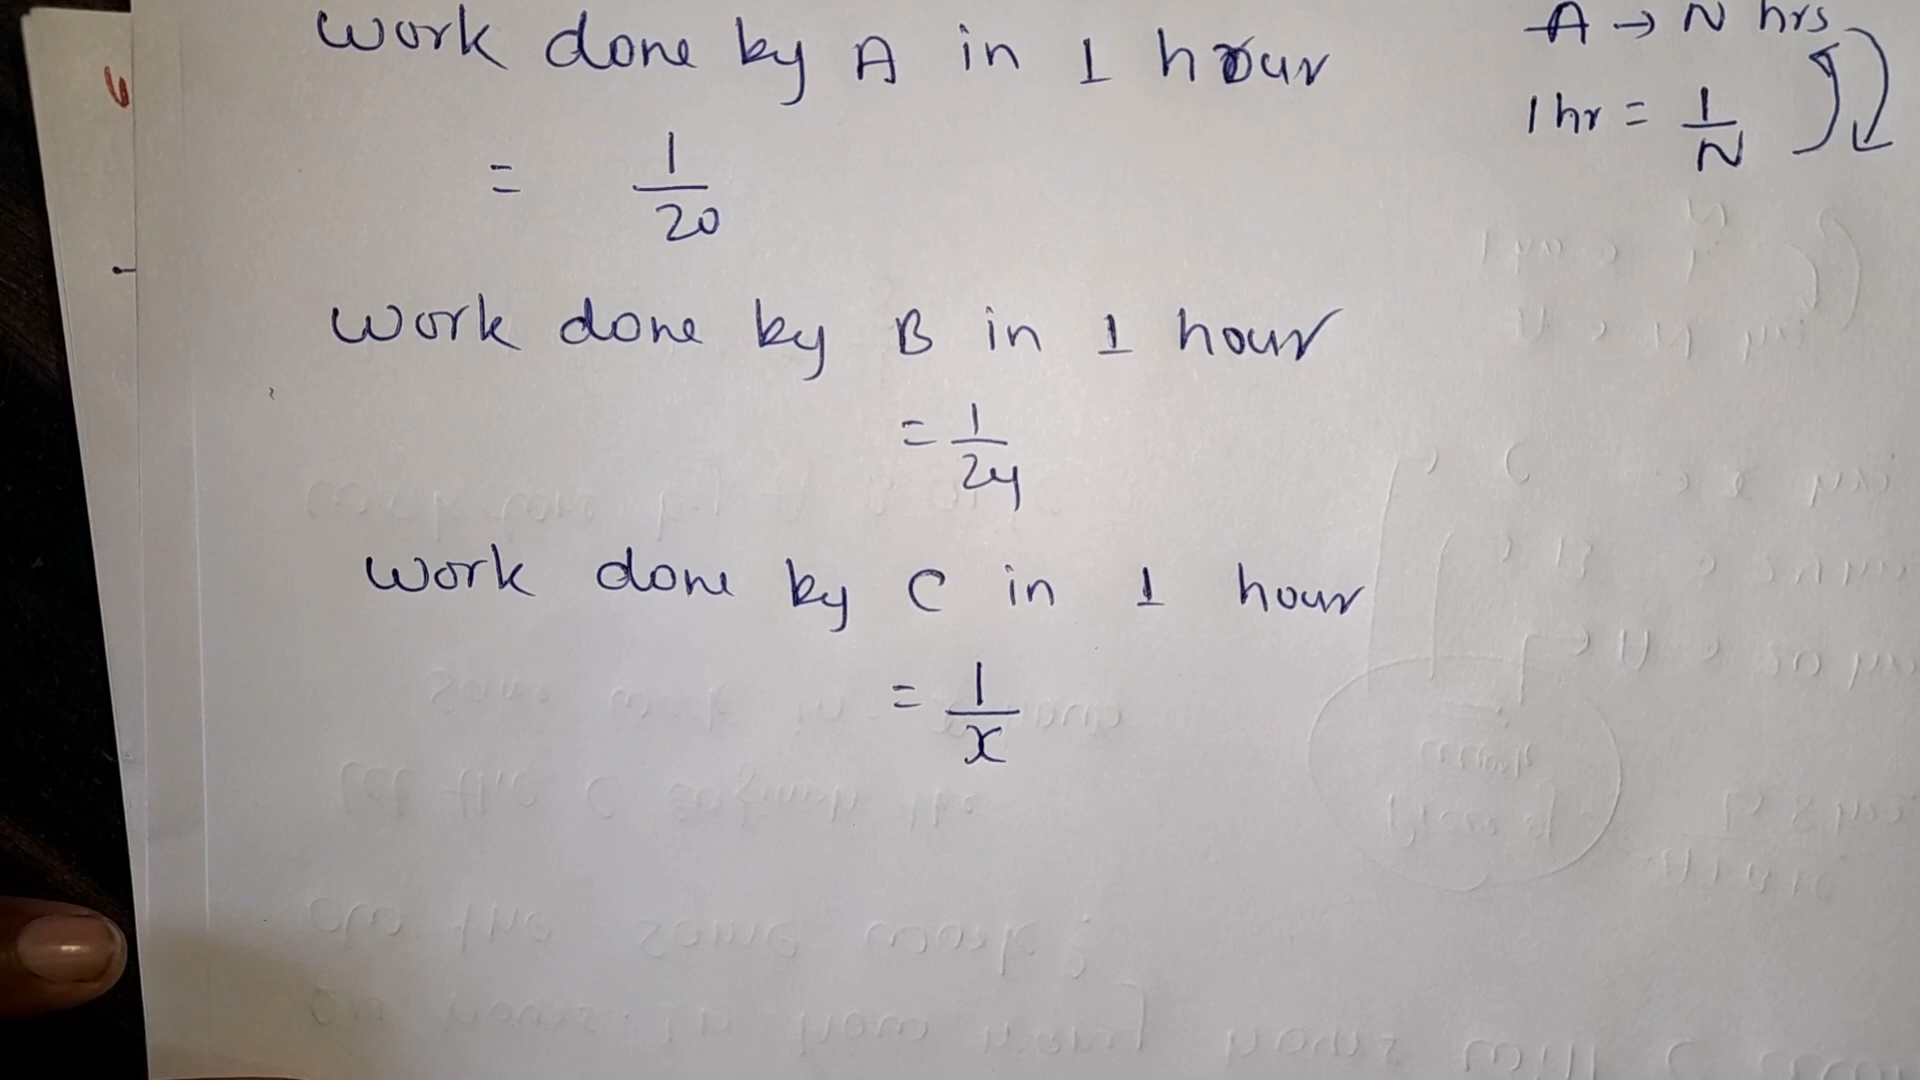 work done by A in 1 hour
= 1/20
A → N hrs
1 hr = 1/N
work done by B in 1 hour
= 1/24
work done by C in 1 hour
= 1/x